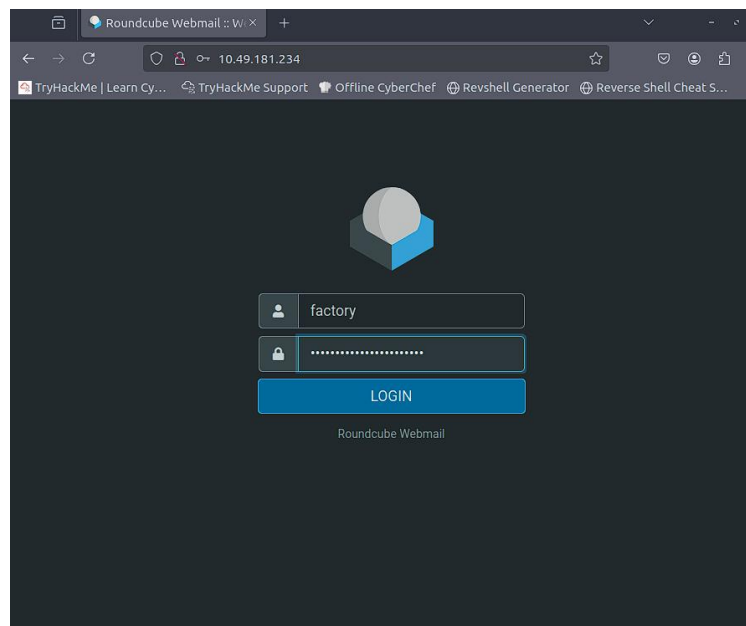 Roundcube Webmail :: W
10.49.181.234
TryHackMe | Learn Cy... TryHackMe Support Offline CyberChef Revshell Generator Reverse Shell Cheat S...
factory
•••••••••••••••••••••••
LOGIN
Roundcube Webmail